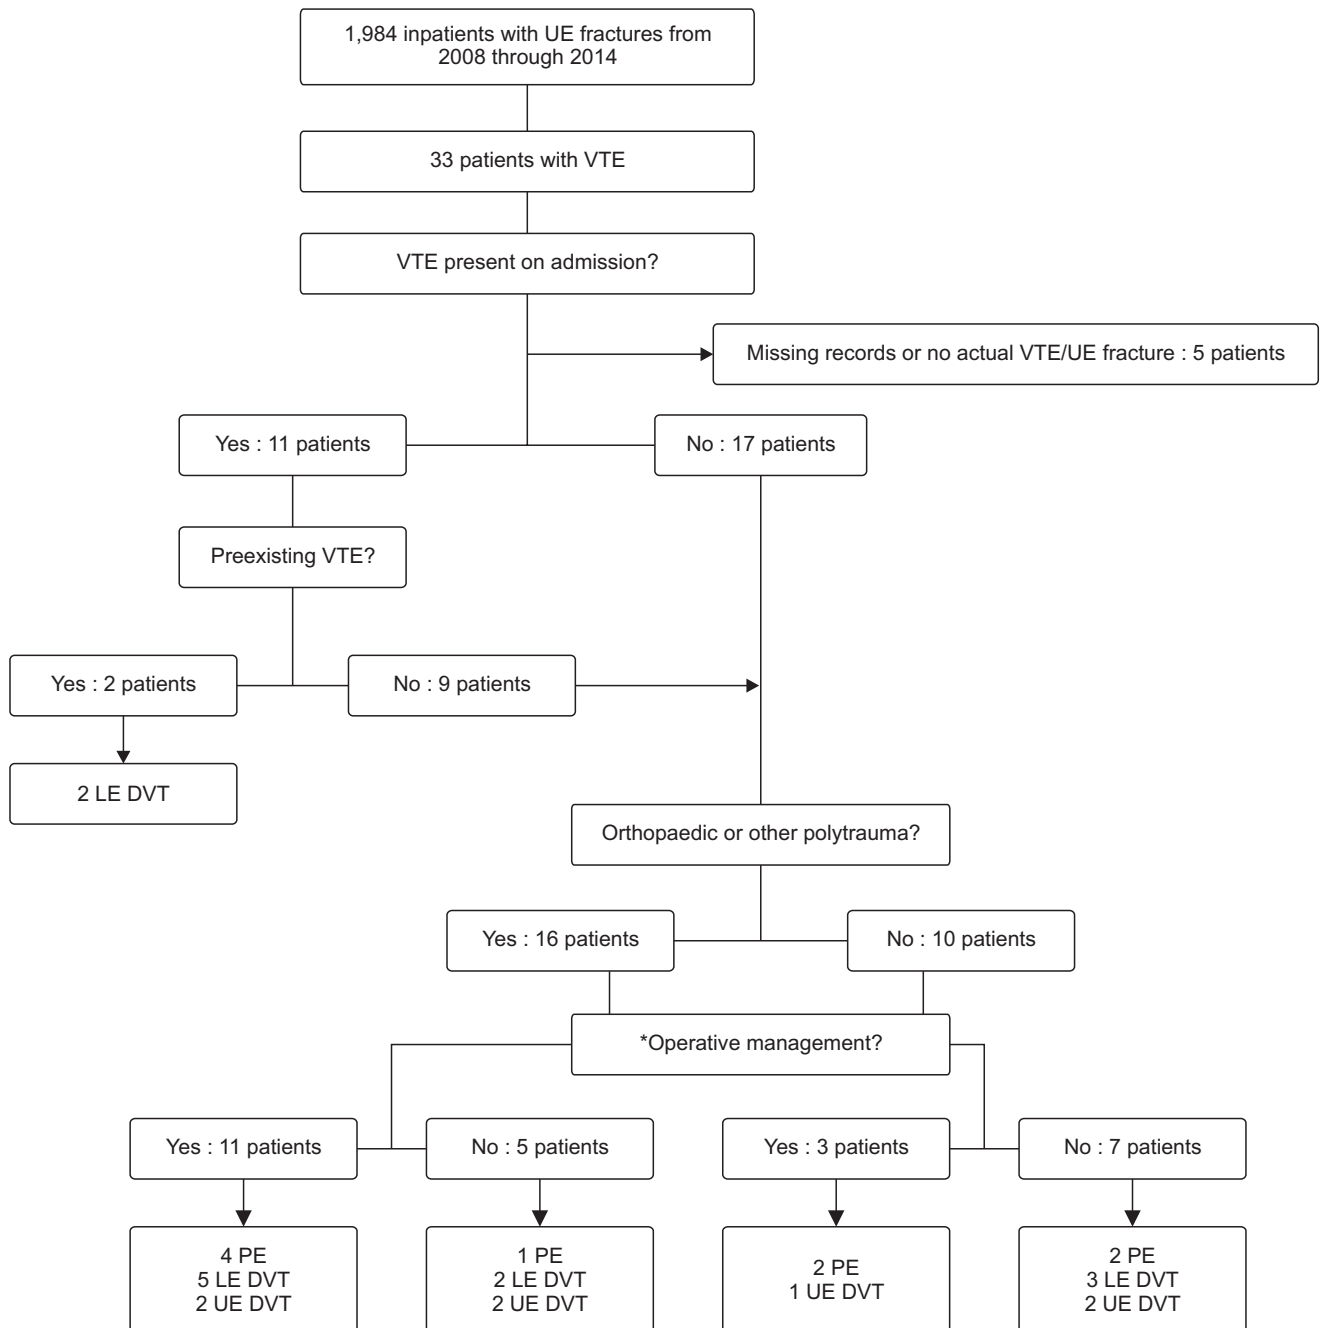 1,984 inpatients with UE fractures from
2008 through 2014
33 patients with VTE
VTE present on admission?
Missing records or no actual VTE/UE fracture : 5 patients
Yes : 11 patients
No : 17 patients
Preexisting VTE?
Yes : 2 patients
No : 9 patients
2 LE DVT
Orthopaedic or other polytrauma?
Yes : 16 patients
No : 10 patients
*Operative management?
Yes : 11 patients
No : 5 patients
Yes : 3 patients
No : 7 patients
4 PE
5 LE DVT
2 UE DVT
1 PE
2 LE DVT
2 UE DVT
2 PE
1 UE DVT
2 PE
3 LE DVT
2 UE DVT